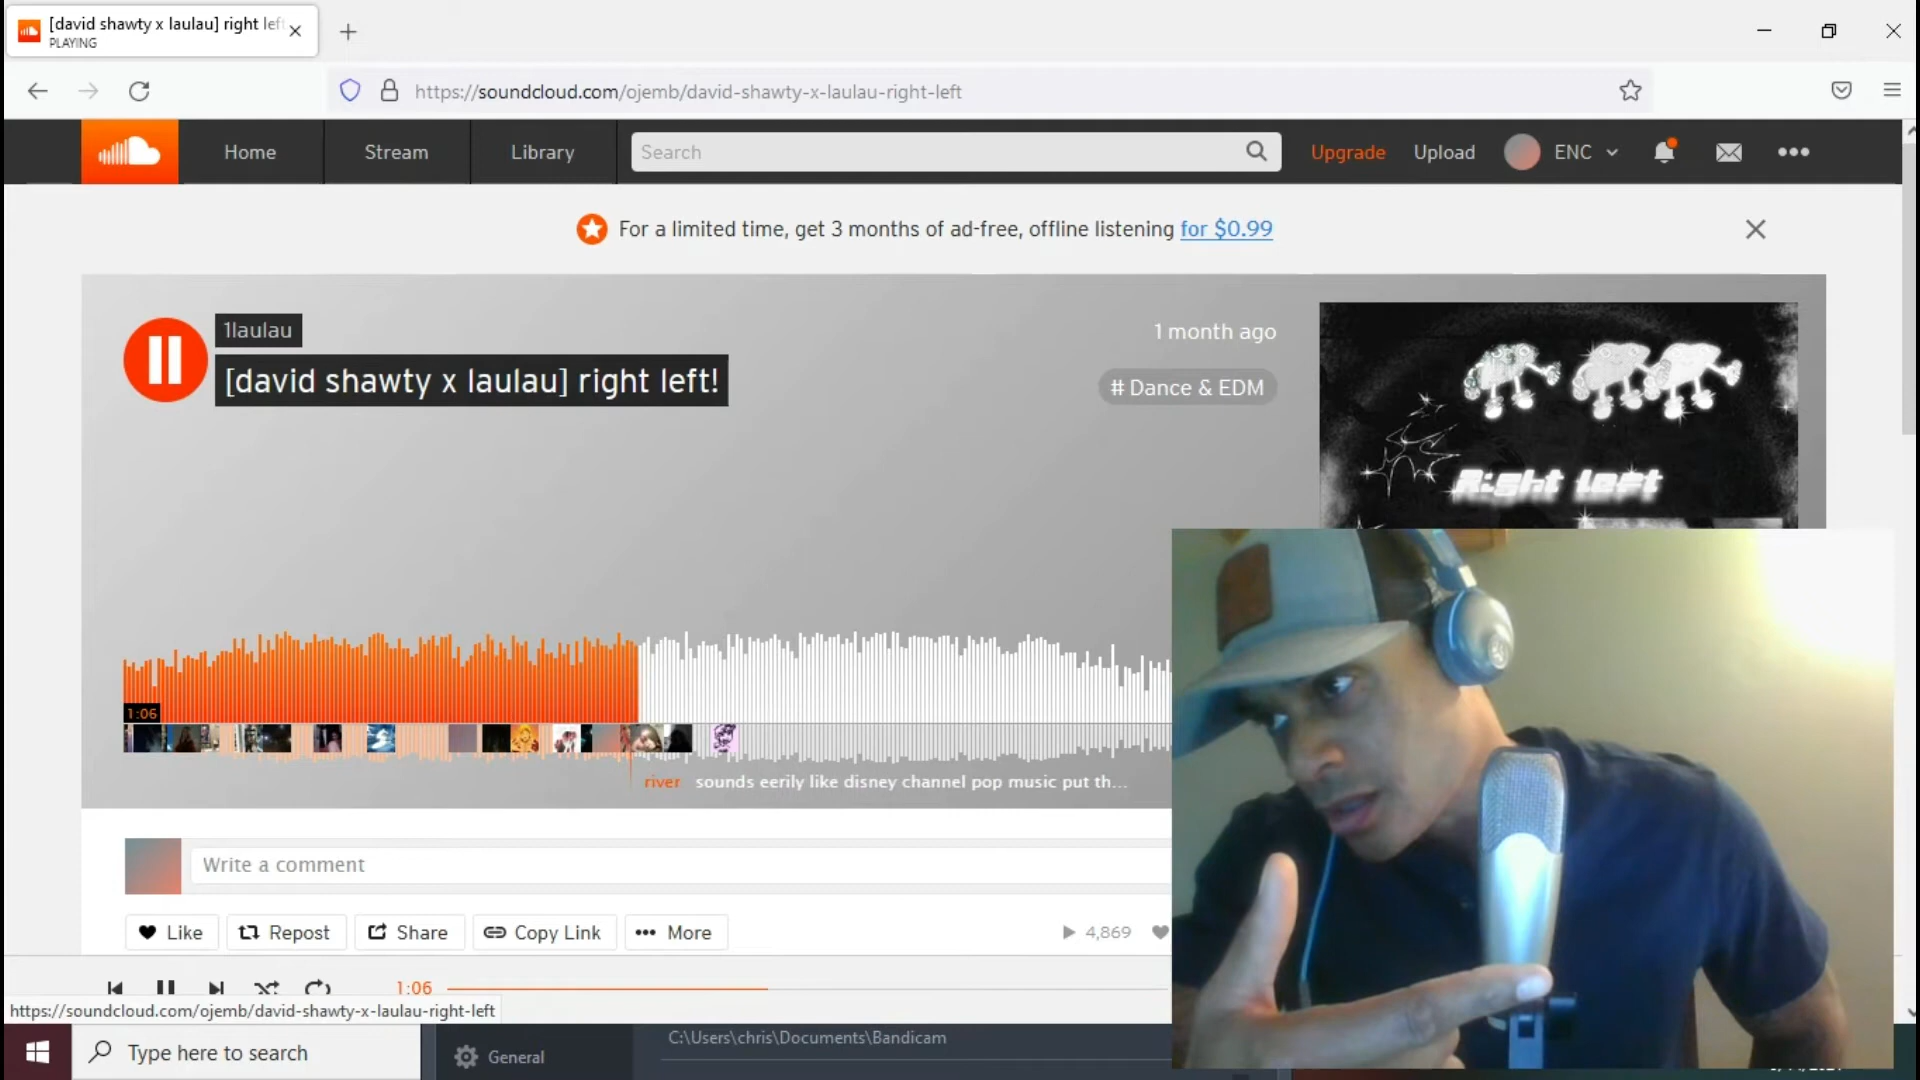 [david shawty x laulau] right lef
PLAYING
https://soundcloud.com/ojemb/david-shawty-x-laulau-right-left
Home
Stream
Library
Search
Upgrade
Upload
ENC
For a limited time, get 3 months of ad-free, offline listening for $0.99
1laulau
1 month ago
[david shawty x laulau] right left!
# Dance & EDM
Right left
1:06
river sounds eerily like disney channel pop music put th...
Write a comment
Like
Repost
Share
Copy Link
More
4,869
1:06
https://soundcloud.com/ojemb/david-shawty-x-laulau-right-left
Type here to search
General
C:\Users\chris\Documents\Bandicam